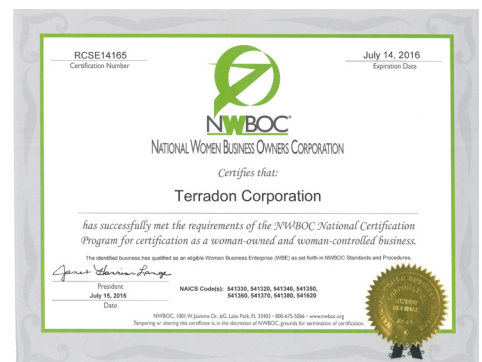 RCSE14165
Certification Number
July 14, 2016
Expiration Date
NWBOC
NATIONAL WOMEN BUSINESS OWNERS CORPORATION
Certifies that:
Terradon Corporation
has successfully met the requirements of the NWBOC National Certification
Program for certification as a woman-owned and woman-controlled business.
The identified business has qualified as an eligible Woman Business Enterprise (WBE) as set forth in NWBOC Standards and Procedures.
Janet Harris-Lange
President
July 15, 2015
Date
NAICS Code(s): 541330, 541320, 541340, 541350,
541360, 541370, 541380, 541620
NWBOC, 1001 W. Jasmine Dr., #G, Lake Park, FL 33403 • 800-675-5066 • www.nwboc.org
Tampering or altering this certificate is, in the discretion of NWBOC, grounds for termination of certification.